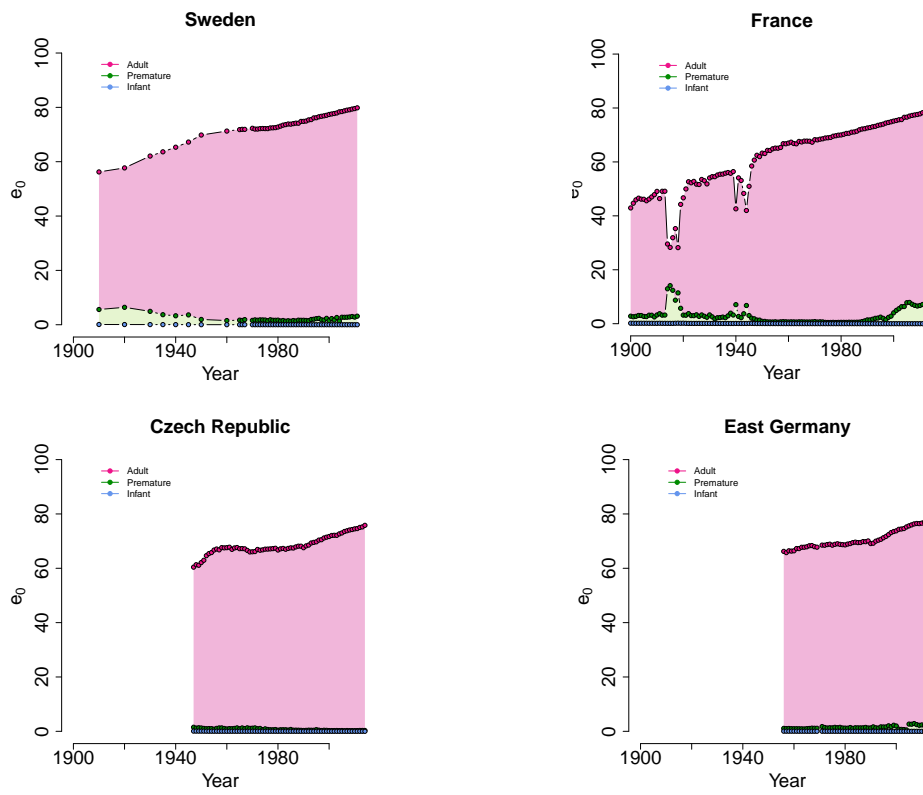 Sweden
100
80
60
40
20
0
e0
Adult
Premature
Infant
1900
1940
1980
Year
France
100
80
60
40
20
0
e0
Adult
Premature
Infant
1900
1940
1980
Year
Czech Republic
100
80
60
40
20
0
e0
Adult
Premature
Infant
1900
1940
1980
Year
East Germany
100
80
60
40
20
0
e0
Adult
Premature
Infant
1900
1940
1980
Year